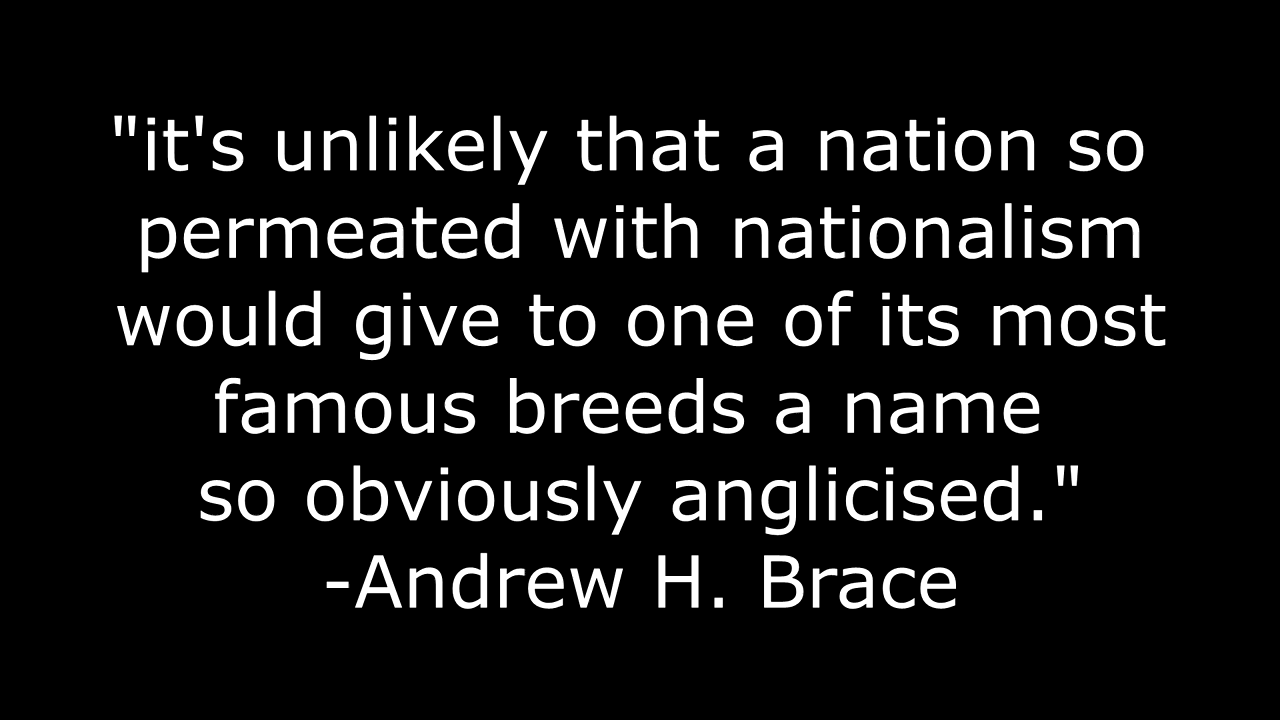 "it's unlikely that a nation so
permeated with nationalism
would give to one of its most
famous breeds a name
so obviously anglicised."
-Andrew H. Brace